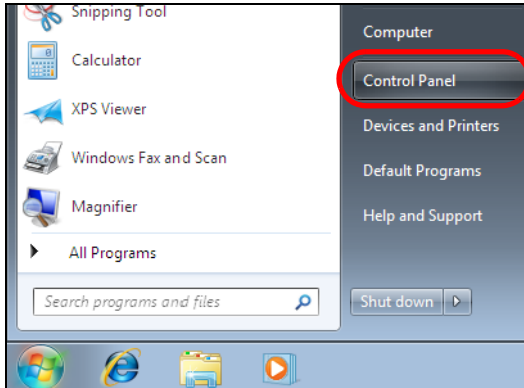 Snipping Tool
Calculator
XPS Viewer
Windows Fax and Scan
Magnifier
All Programs
Search programs and files
Computer
Control Panel
Devices and Printers
Default Programs
Help and Support
Shut down